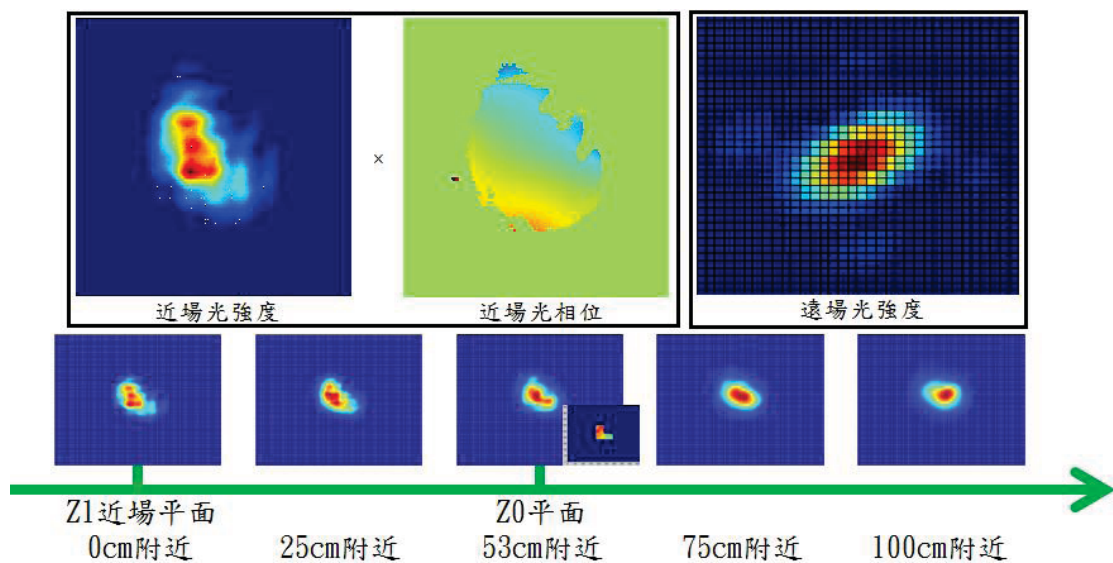 ×
近場光強度
近場光相位
遠場光強度
Z1近場平面
Z0平面
0cm附近
25cm附近
53cm附近
75cm附近
100cm附近